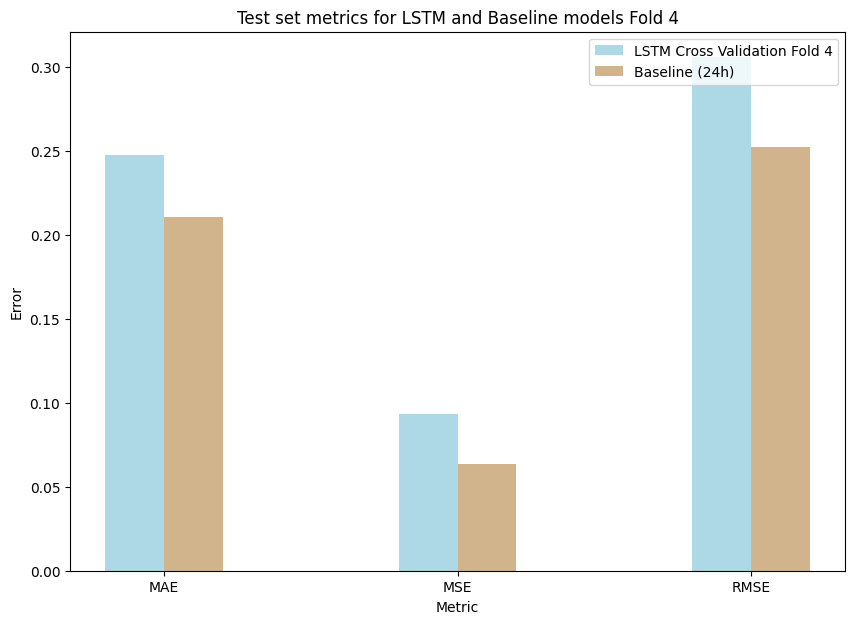 Test set metrics for LSTM and Baseline models Fold 4
LSTM Cross Validation Fold 4
Baseline (24h)
Error
0.30
0.25
0.20
0.15
0.10
0.05
0.00
MAE
MSE
RMSE
Metric